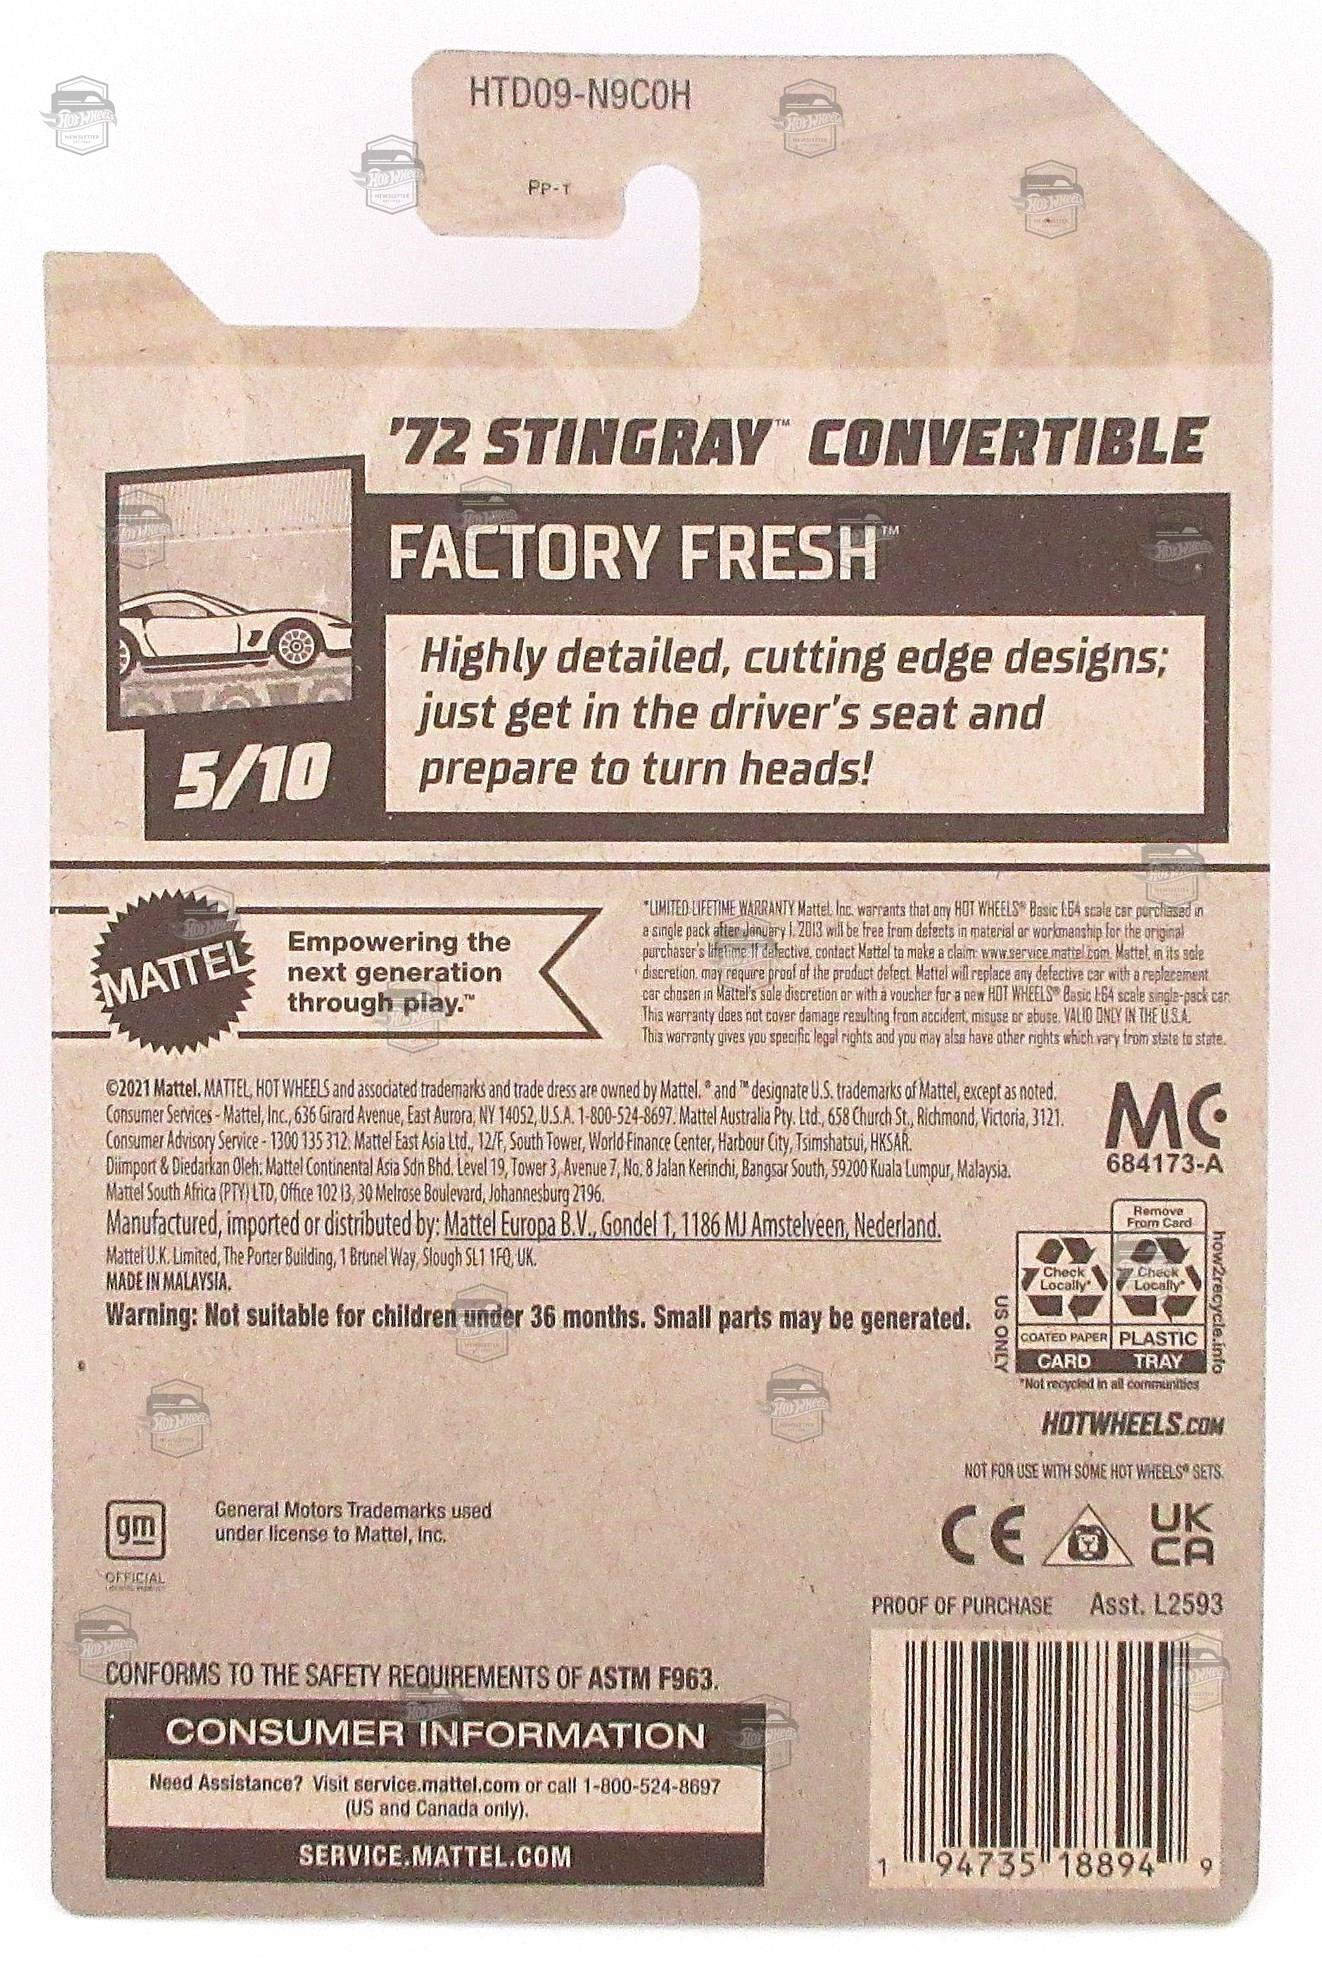 HTD09-N9C0H
PP-T
'72 STINGRAY™ CONVERTIBLE
FACTORY FRESH™
Highly detailed, cutting edge designs;
just get in the driver's seat and
prepare to turn heads!
5/10
MATTEL
Empowering the
next generation
through play.™
*LIMITED LIFETIME WARRANTY Mattel, Inc. warrants that any HOT WHEELS® Basic 1:64 scale car purchased in
a single pack after January 1, 2013 will be free from defects in material or workmanship for the original
purchaser's lifetime. If defective, contact Mattel to make a claim: www.service.mattel.com. Mattel, in its sole
discretion, may require proof of the product defect. Mattel will replace any defective car with a replacement
car chosen in Mattel's sole discretion or with a voucher for a new HOT WHEELS® Basic 1:64 scale single-pack car.
This warranty does not cover damage resulting from accident, misuse or abuse. VALID ONLY IN THE U.S.A.
This warranty gives you specific legal rights and you may also have other rights which vary from state to state.
©2021 Mattel. MATTEL, HOT WHEELS and associated trademarks and trade dress are owned by Mattel. ® and ™ designate U.S. trademarks of Mattel, except as noted.
Consumer Services - Mattel, Inc., 636 Girard Avenue, East Aurora, NY 14052, U.S.A. 1-800-524-8697. Mattel Australia Pty. Ltd., 658 Church St., Richmond, Victoria, 3121.
Consumer Advisory Service - 1300 135 312. Mattel East Asia Ltd., 12/F, South Tower, World Finance Center, Harbour City, Tsimshatsui, HKSAR.
Diimport & Diedarkan Oleh: Mattel Continental Asia Sdn Bhd. Level 19, Tower 3, Avenue 7, No. 8 Jalan Kerinchi, Bangsar South, 59200 Kuala Lumpur, Malaysia.
Mattel South Africa (PTY) LTD, Office 102 I3, 30 Melrose Boulevard, Johannesburg 2196.
Manufactured, imported or distributed by: Mattel Europa B.V., Gondel 1, 1186 MJ Amstelveen, Nederland.
Mattel U.K. Limited, The Porter Building, 1 Brunel Way, Slough SL1 1FQ, UK.
MADE IN MALAYSIA.
Warning: Not suitable for children under 36 months. Small parts may be generated.
MC
684173-A
Remove
From Card
Check
Locally*
Check
Locally*
COATED PAPER
PLASTIC
CARD
TRAY
US ONLY
how2recycle.info
*Not recycled in all communities
HOTWHEELS.COM
NOT FOR USE WITH SOME HOT WHEELS® SETS.
gm
OFFICIAL
General Motors Trademarks used
under license to Mattel, Inc.
CE
UK
CA
PROOF OF PURCHASE Asst. L2593
CONFORMS TO THE SAFETY REQUIREMENTS OF ASTM F963.
CONSUMER INFORMATION
Need Assistance? Visit service.mattel.com or call 1-800-524-8697
(US and Canada only).
SERVICE.MATTEL.COM
1 94735 18894 9
HOT WHEELS
NEWSLETTER